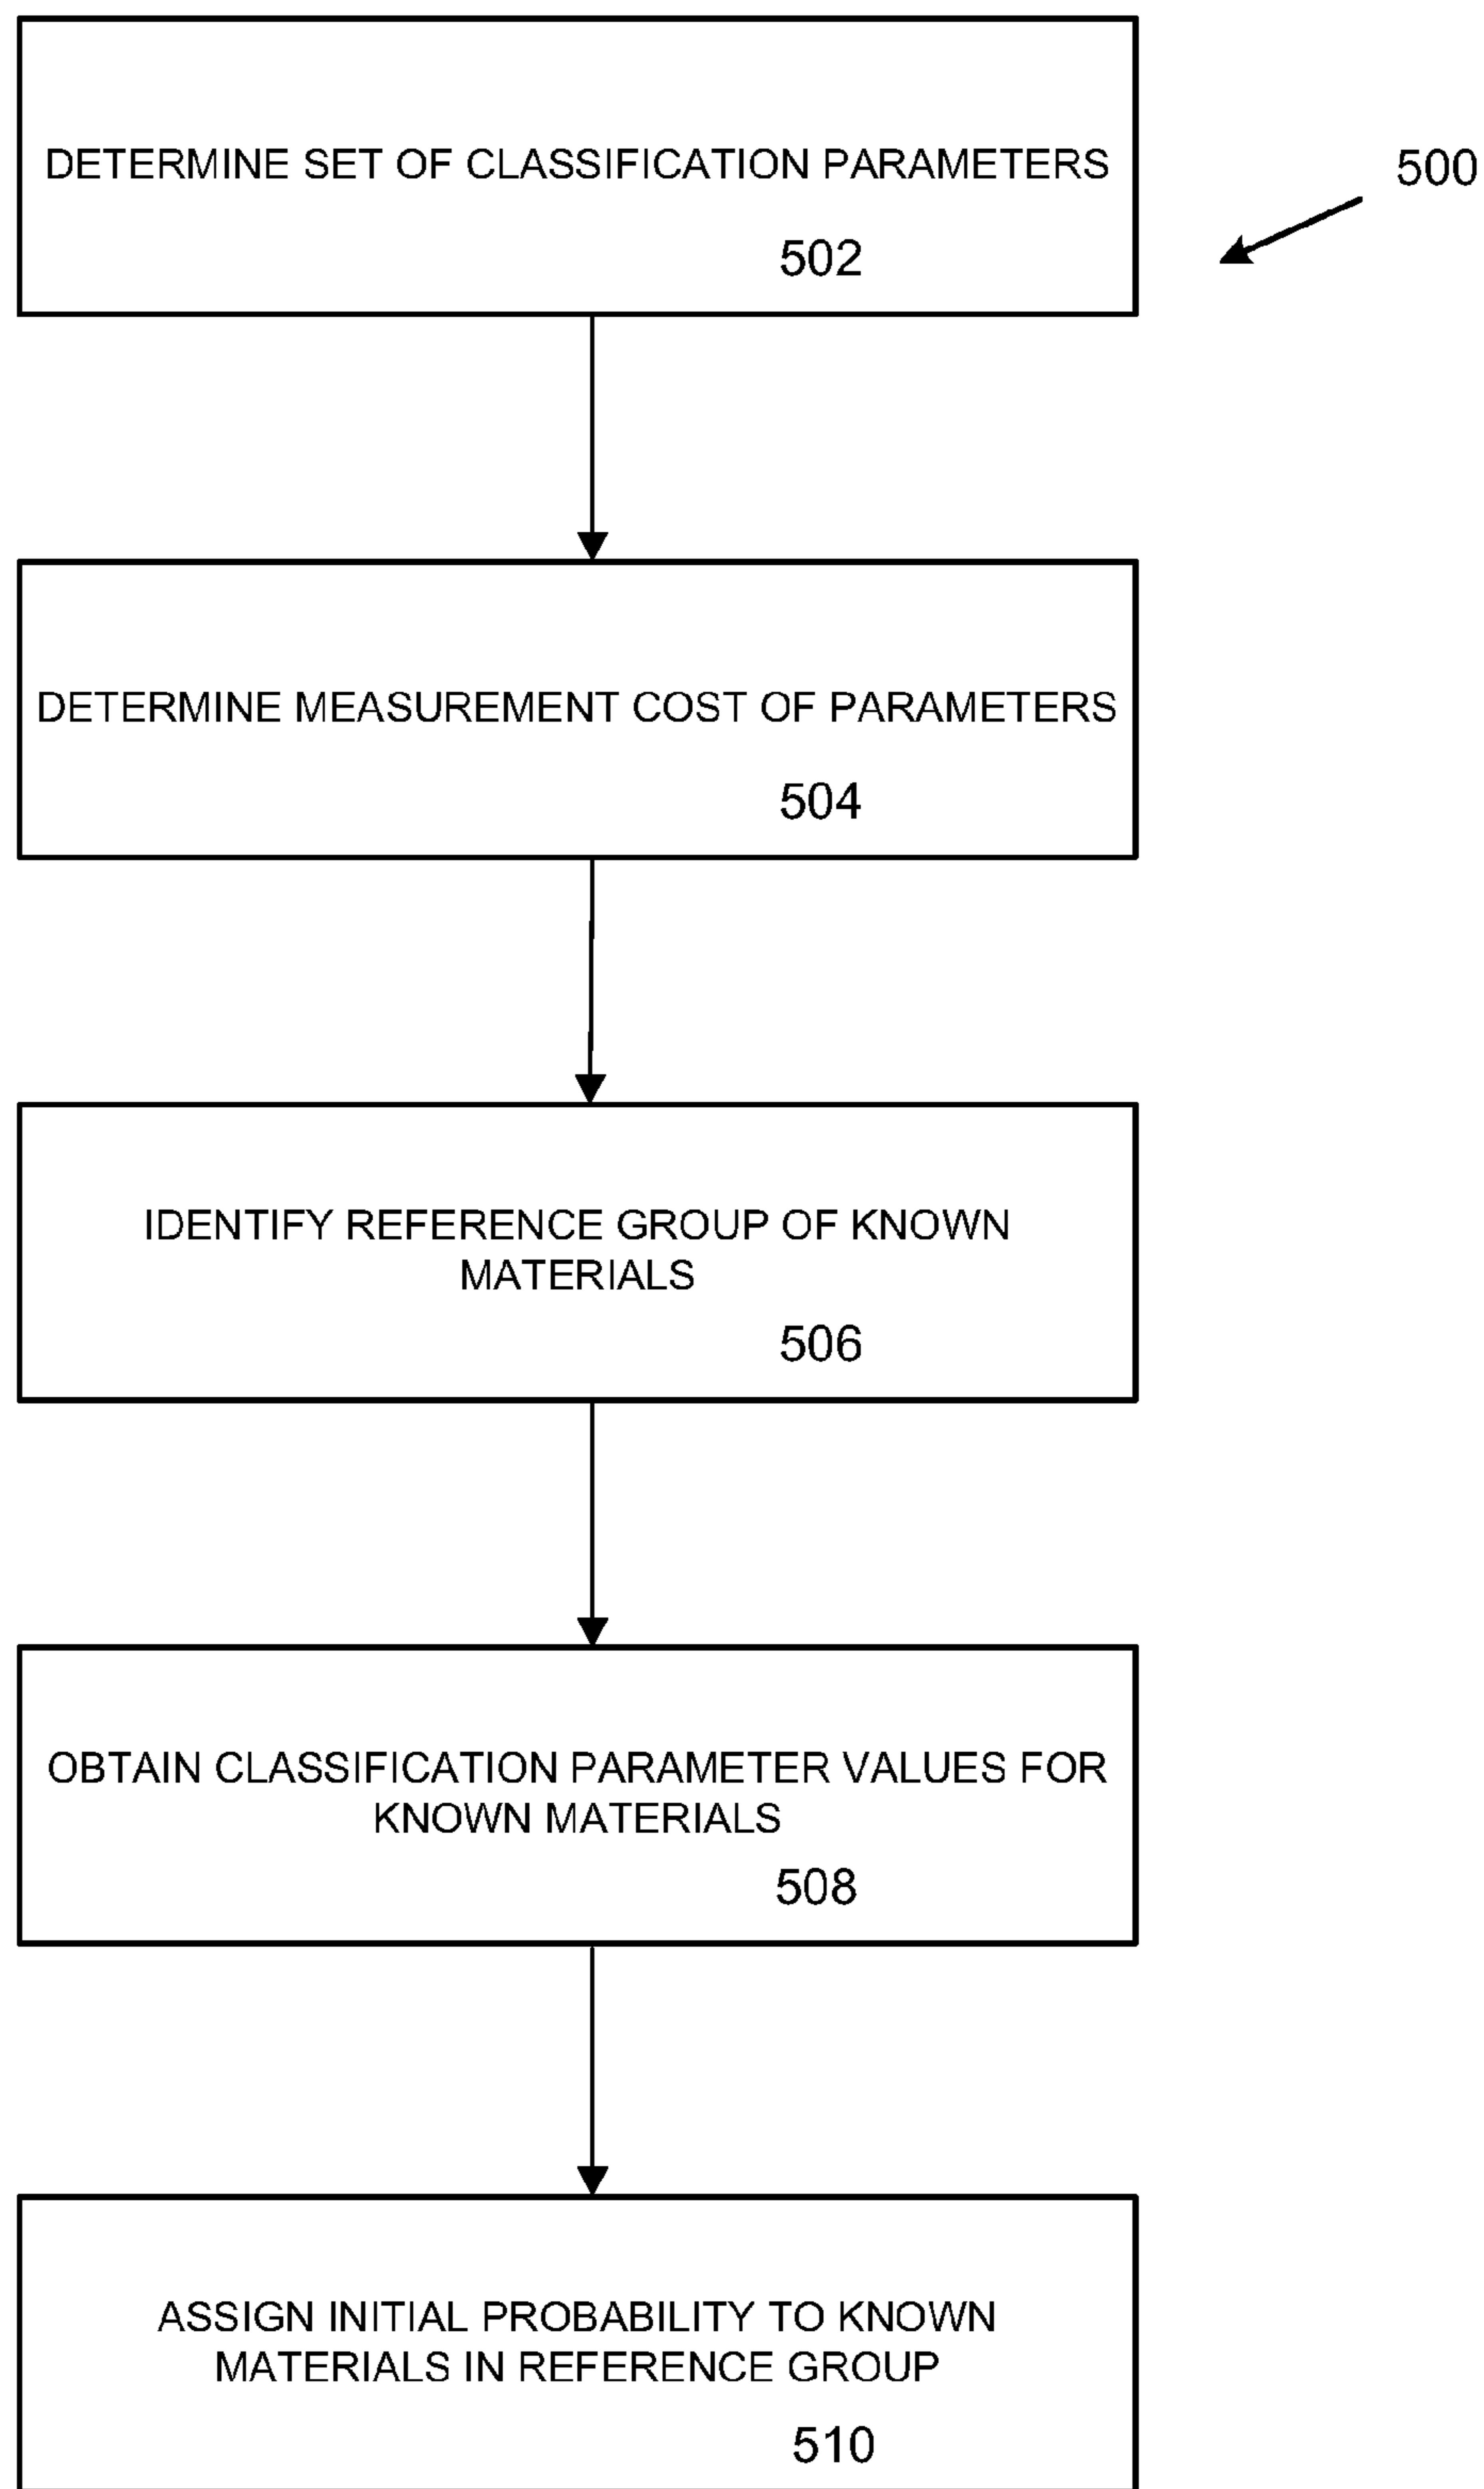 DETERMINE SET OF CLASSIFICATION PARAMETERS
502
500
DETERMINE MEASUREMENT COST OF PARAMETERS
504
IDENTIFY REFERENCE GROUP OF KNOWN
MATERIALS
506
OBTAIN CLASSIFICATION PARAMETER VALUES FOR
KNOWN MATERIALS
508
ASSIGN INITIAL PROBABILITY TO KNOWN
MATERIALS IN REFERENCE GROUP
510